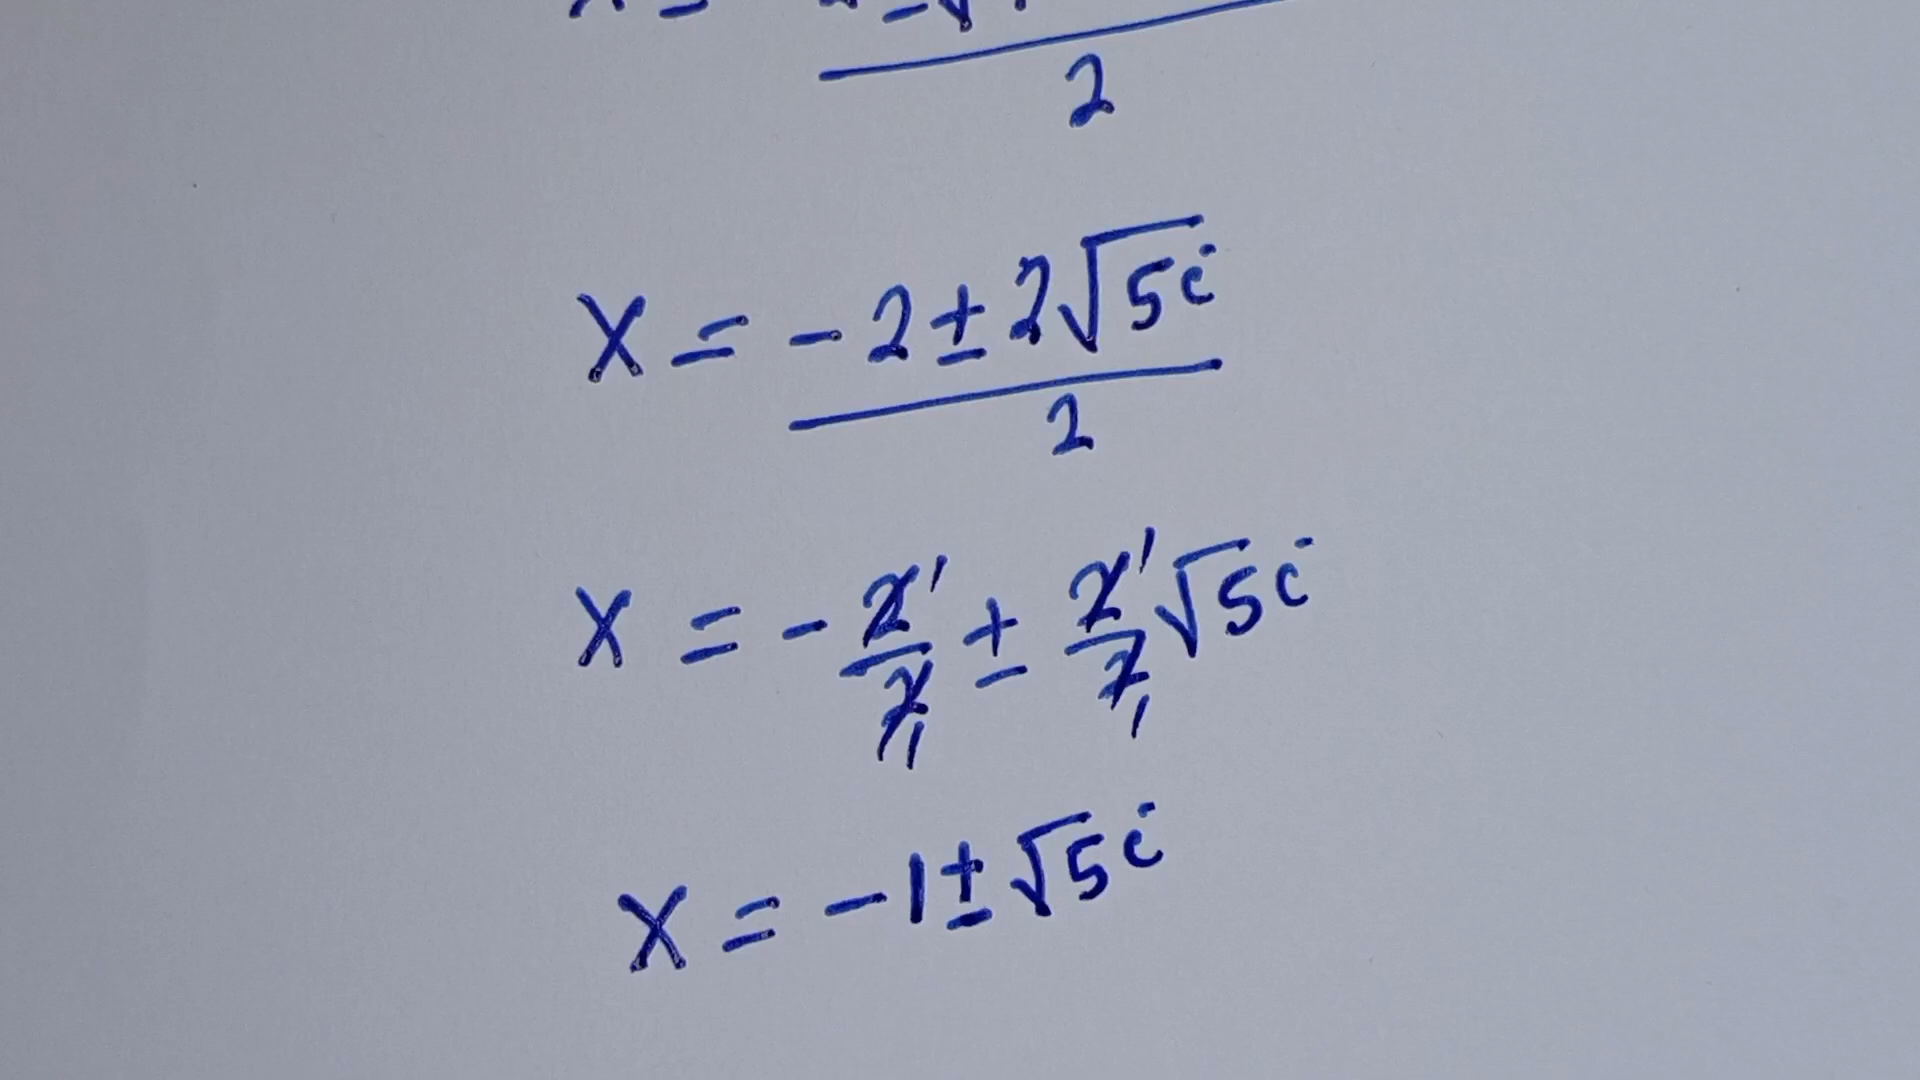 2
X = -2±2√5i
2
X = -2/2 ± 2/2 √5i
X = -1±√5i